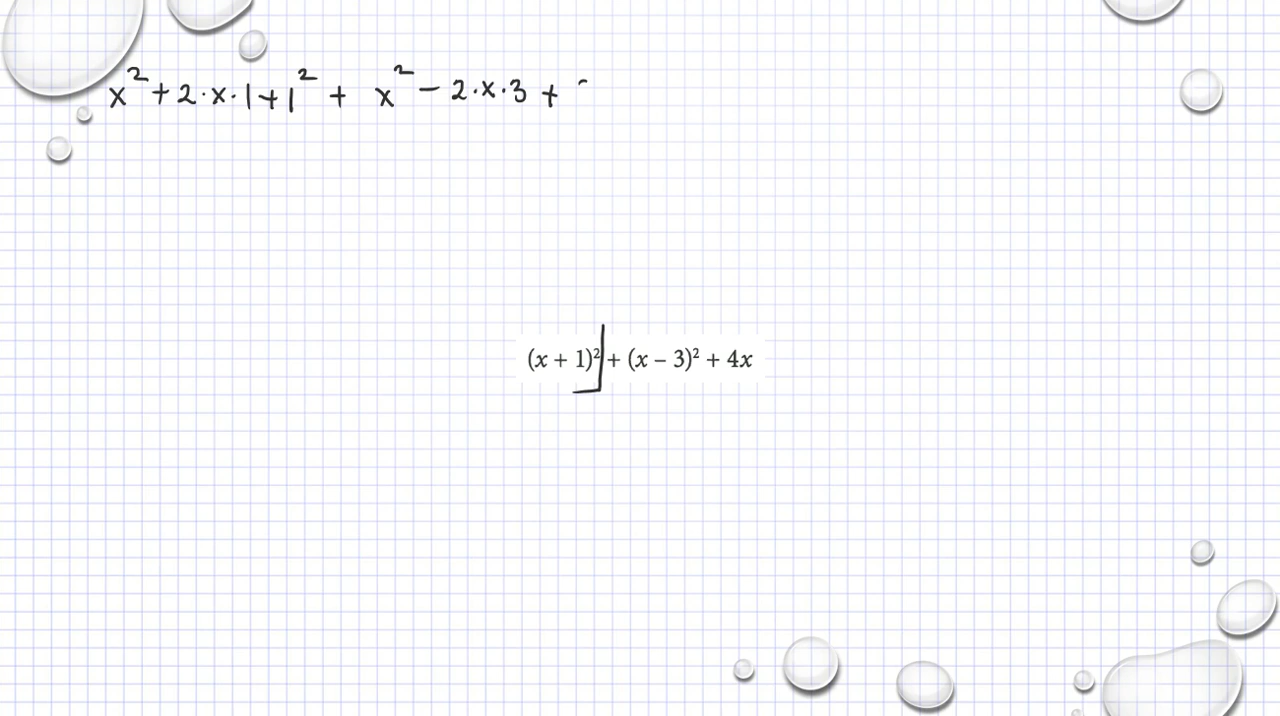 x² + 2·x·1 + 1² + x² − 2·x·3 +
(x + 1)² + (x − 3)² + 4x